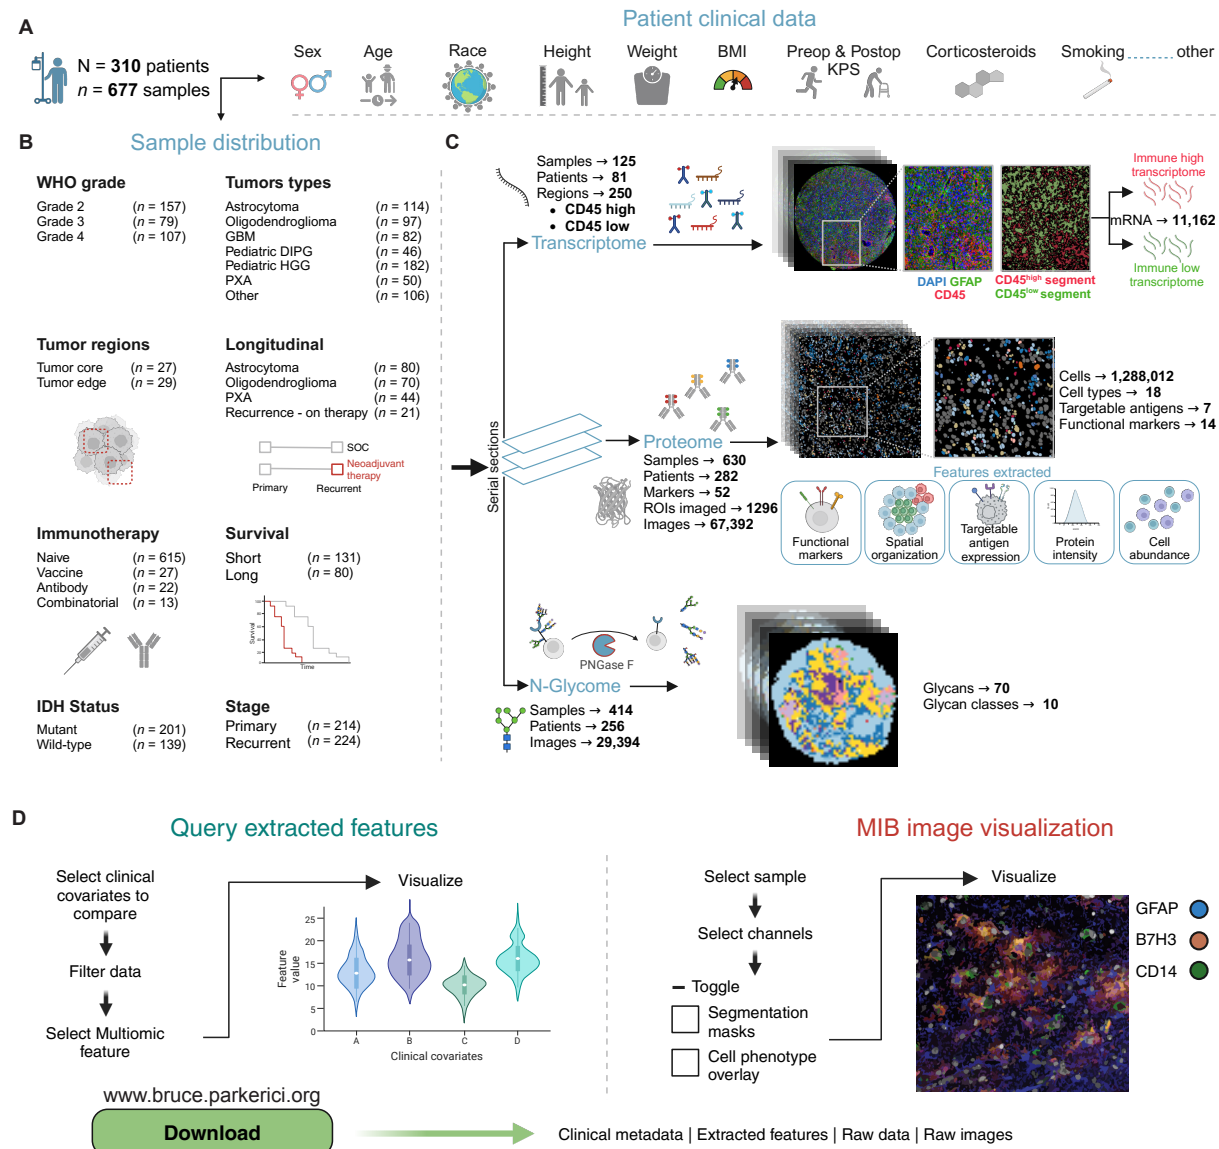 A
Patient clinical data
N = 310 patients
n = 677 samples
Sex
Age
Race
Height
Weight
BMI
Preop & Postop
KPS
Corticosteroids
Smoking ........ other
B
Sample distribution
WHO grade
Grade 2 (n = 157)
Grade 3 (n = 79)
Grade 4 (n = 107)
Tumors types
Astrocytoma (n = 114)
Oligodendroglioma (n = 97)
GBM (n = 82)
Pediatric DIPG (n = 46)
Pediatric HGG (n = 182)
PXA (n = 50)
Other (n = 106)
Tumor regions
Tumor core (n = 27)
Tumor edge (n = 29)
Longitudinal
Astrocytoma (n = 80)
Oligodendroglioma (n = 70)
PXA (n = 44)
Recurrence - on therapy (n = 21)
SOC
Neoadjuvant
therapy
Primary
Recurrent
Immunotherapy
Naive (n = 615)
Vaccine (n = 27)
Antibody (n = 22)
Combinatorial (n = 13)
Survival
Short (n = 131)
Long (n = 80)
Survival
Time
IDH Status
Mutant (n = 201)
Wild-type (n = 139)
Stage
Primary (n = 214)
Recurrent (n = 224)
C
Serial sections
Samples → 125
Patients → 81
Regions → 250
• CD45 high
• CD45 low
Transcriptome
DAPI GFAP
CD45
CD45high segment
CD45low segment
Immune high
transcriptome
mRNA → 11,162
Immune low
transcriptome
Proteome
Samples → 630
Patients → 282
Markers → 52
ROIs imaged → 1296
Images → 67,392
Cells → 1,288,012
Cell types → 18
Targetable antigens → 7
Functional markers → 14
Features extracted
Functional
markers
Spatial
organization
Targetable
antigen
expression
Protein
intensity
Cell
abundance
PNGase F
N-Glycome
Samples → 414
Patients → 256
Images → 29,394
Glycans → 70
Glycan classes → 10
D
Query extracted features
Select clinical
covariates to
compare
Filter data
Select Multiomic
feature
Visualize
Feature
value
25
20
15
10
5
0
A
B
C
D
Clinical covariates
MIB image visualization
Select sample
Select channels
Toggle
Segmentation
masks
Cell phenotype
overlay
Visualize
GFAP
B7H3
CD14
www.bruce.parkerici.org
Download
Clinical metadata | Extracted features | Raw data | Raw images